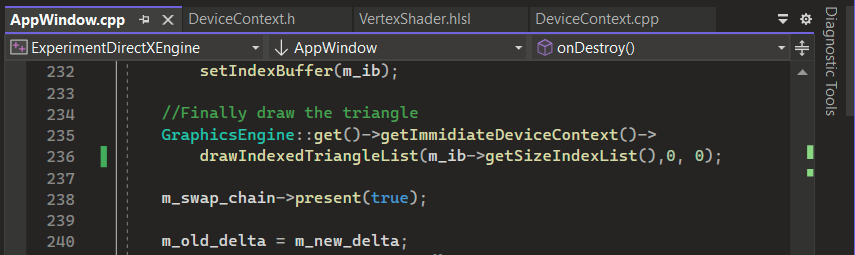 AppWindow.cpp DeviceContext.h VertexShader.hlsl DeviceContext.cpp
ExperimentDirectXEngine AppWindow onDestroy()
232 setIndexBuffer(m_ib);
233
234 //Finally draw the triangle
235 GraphicsEngine::get()->getImmidiateDeviceContext()->
236 drawIndexedTriangleList(m_ib->getSizeIndexList(),0, 0);
237
238 m_swap_chain->present(true);
239
240 m_old_delta = m_new_delta;
Diagnostic Tools